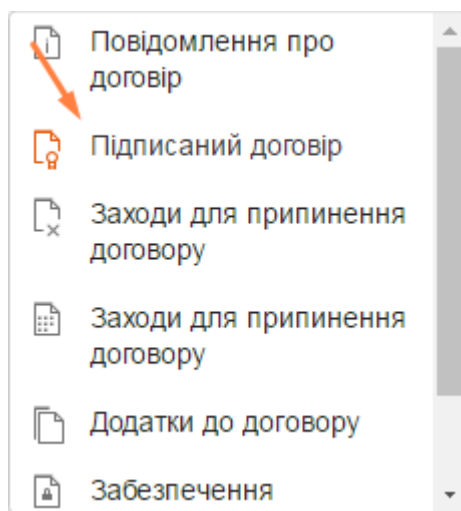 Повідомлення про
договір
Підписаний договір
Заходи для припинення
договору
Заходи для припинення
договору
Додатки до договору
Забезпечення